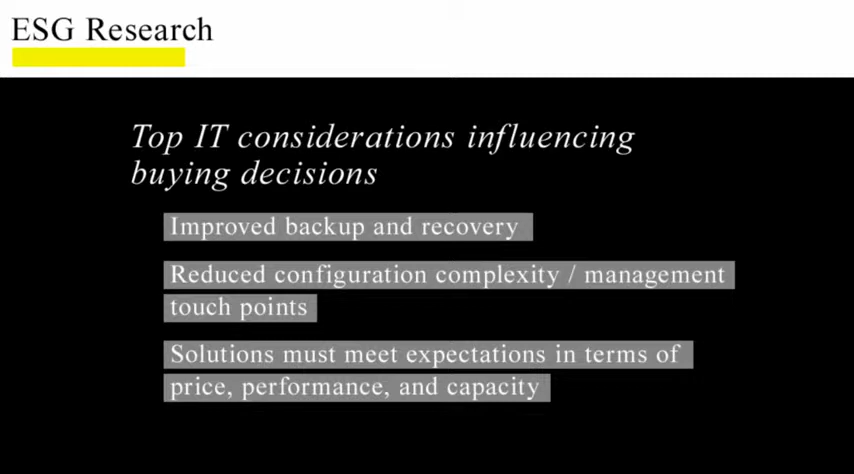 ESG Research
Top IT considerations influencing
buying decisions
Improved backup and recovery
Reduced configuration complexity / management
touch points
Solutions must meet expectations in terms of
price, performance, and capacity